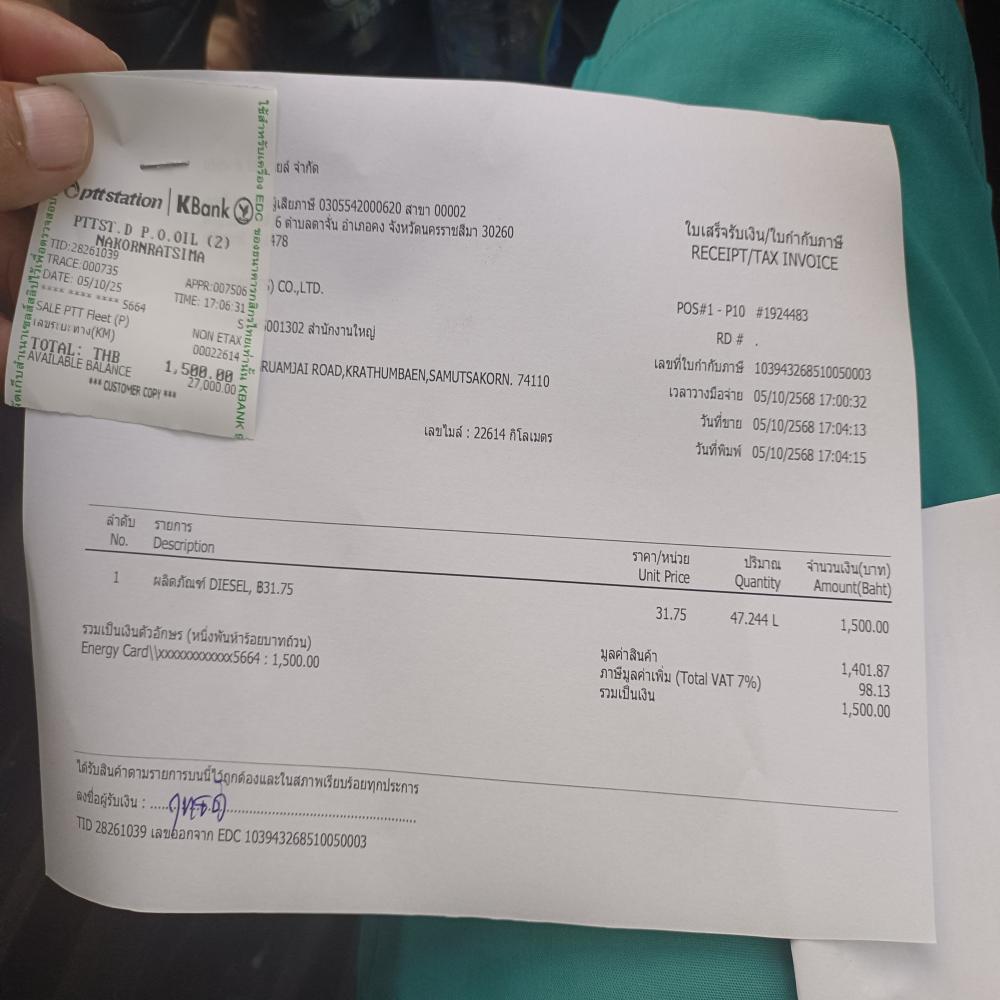 ptt station | KBank
PTTST.D P.O.OIL (2)
NAKORNRATSIMA
TID:28261039
TRACE:000735 APPR:007506
DATE: 05/10/25 TIME: 17:06:31
**** **** **** 5664 S
SALE PTT Fleet (P) NON ETAX
เลขระยะทาง(KM) 00022614
TOTAL: THB 1,500.00
AVAILABLE BALANCE 27,000.00
*** CUSTOMER COPY ***
ยล์ จำกัด
ผู้เสียภาษี 0305542000620 สาขา 00002
6 ตำบลตาจั่น อำเภอคง จังหวัดนครราชสีมา 30260
478
) CO.,LTD.
001302 สำนักงานใหญ่
RUAMJAI ROAD,KRATHUMBAEN,SAMUTSAKORN. 74110
เลขไมล์ : 22614 กิโลเมตร
ใบเสร็จรับเงิน/ใบกำกับภาษี
RECEIPT/TAX INVOICE
POS#1 - P10 #1924483
RD # .
เลขที่ใบกำกับภาษี 103943268510050003
เวลาวางมือจ่าย 05/10/2568 17:00:32
วันที่ขาย 05/10/2568 17:04:13
วันที่พิมพ์ 05/10/2568 17:04:15
ลำดับ รายการ ราคา/หน่วย ปริมาณ จำนวนเงิน(บาท)
No. Description Unit Price Quantity Amount(Baht)
1 ผลิตภัณฑ์ DIESEL, ฿31.75 31.75 47.244 L 1,500.00
รวมเป็นเงินตัวอักษร (หนึ่งพันห้าร้อยบาทถ้วน)
Energy Card\\xxxxxxxxxxxx5664 : 1,500.00
มูลค่าสินค้า 1,401.87
ภาษีมูลค่าเพิ่ม (Total VAT 7%) 98.13
รวมเป็นเงิน 1,500.00
ได้รับสินค้าตามรายการบนนี้ไว้ถูกต้องและในสภาพเรียบร้อยทุกประการ
ลงชื่อผู้รับเงิน : ................................................
TID 28261039 เลขออกจาก EDC 103943268510050003